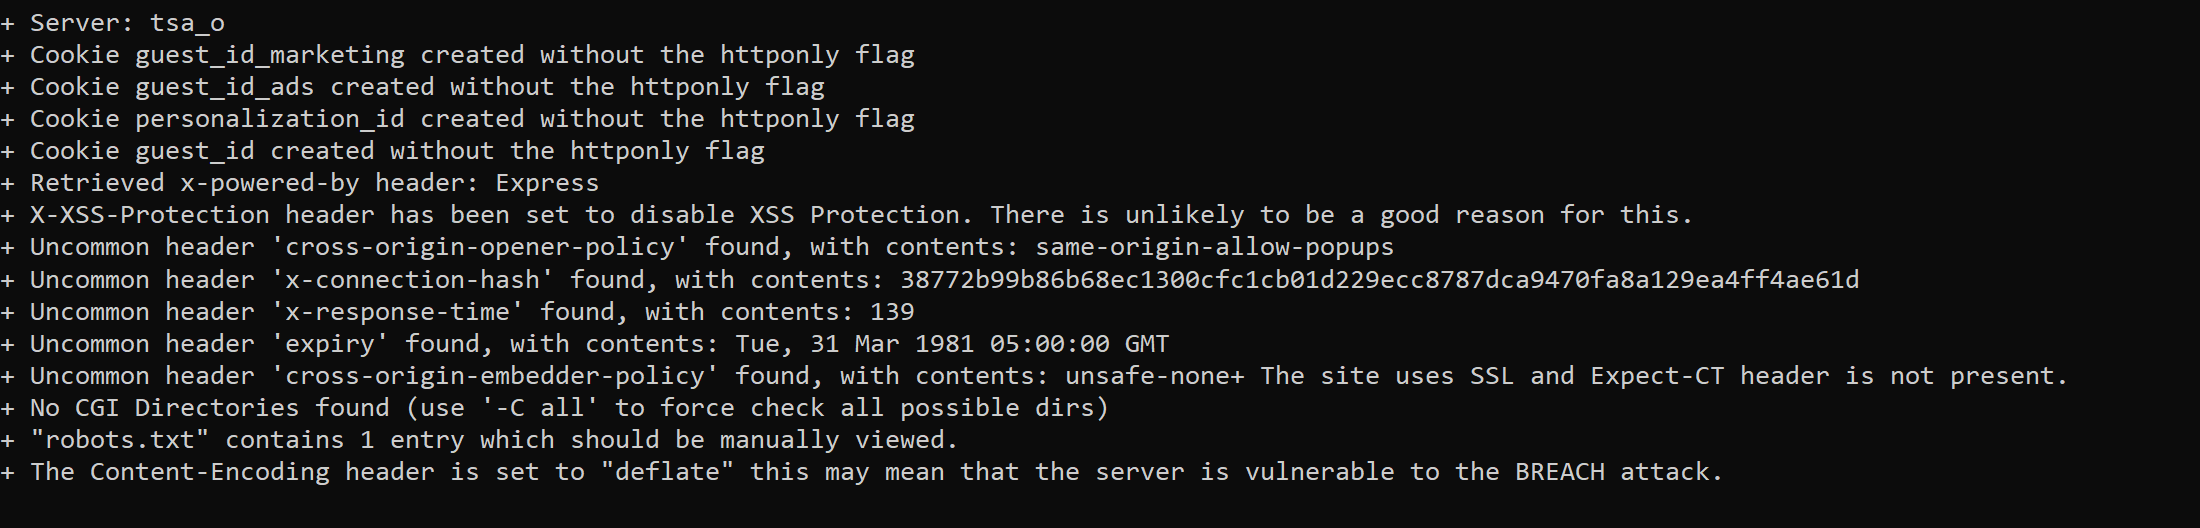 + Server: tsa_o
+ Cookie guest_id_marketing created without the httponly flag
+ Cookie guest_id_ads created without the httponly flag
+ Cookie personalization_id created without the httponly flag
+ Cookie guest_id created without the httponly flag
+ Retrieved x-powered-by header: Express
+ X-XSS-Protection header has been set to disable XSS Protection. There is unlikely to be a good reason for this.
+ Uncommon header 'cross-origin-opener-policy' found, with contents: same-origin-allow-popups
+ Uncommon header 'x-connection-hash' found, with contents: 38772b99b86b68ec1300cfc1cb01d229ecc8787dca9470fa8a129ea4ff4ae61d
+ Uncommon header 'x-response-time' found, with contents: 139
+ Uncommon header 'expiry' found, with contents: Tue, 31 Mar 1981 05:00:00 GMT
+ Uncommon header 'cross-origin-embedder-policy' found, with contents: unsafe-none+ The site uses SSL and Expect-CT header is not present.
+ No CGI Directories found (use '-C all' to force check all possible dirs)
+ "robots.txt" contains 1 entry which should be manually viewed.
+ The Content-Encoding header is set to "deflate" this may mean that the server is vulnerable to the BREACH attack.